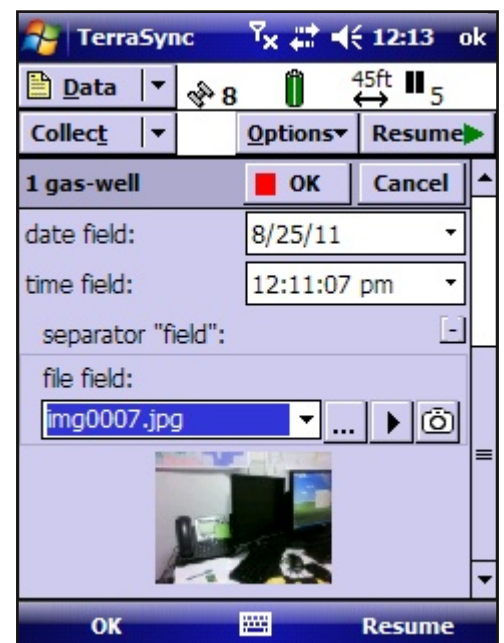 TerraSync 12:13 ok
Data 8 45ft 5
Collect Options Resume
1 gas-well OK Cancel
date field: 8/25/11
time field: 12:11:07 pm
separator "field": -
file field:
img0007.jpg ...
OK Resume